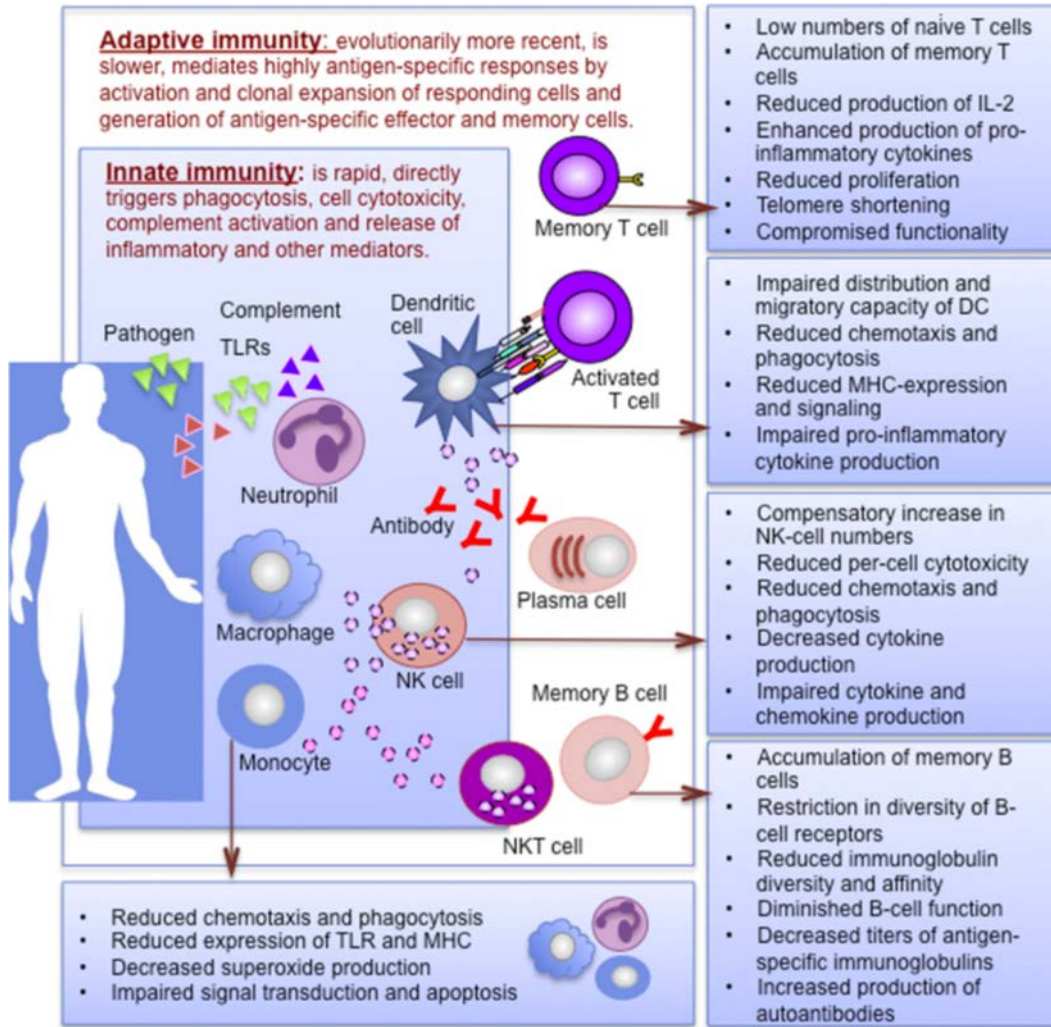 Adaptive immunity: evolutionarily more recent, is
slower, mediates highly antigen-specific responses by
activation and clonal expansion of responding cells and
generation of antigen-specific effector and memory cells.
Innate immunity: is rapid, directly
triggers phagocytosis, cell cytotoxicity,
complement activation and release of
inflammatory and other mediators.
Memory T cell
Pathogen
Complement
TLRs
Dendritic
cell
Activated
T cell
Neutrophil
Antibody
Plasma cell
Macrophage
NK cell
Memory B cell
Monocyte
NKT cell
• Low numbers of naive T cells
• Accumulation of memory T
cells
• Reduced production of IL-2
• Enhanced production of pro-
inflammatory cytokines
• Reduced proliferation
• Telomere shortening
• Compromised functionality
• Impaired distribution and
migratory capacity of DC
• Reduced chemotaxis and
phagocytosis
• Reduced MHC-expression
and signaling
• Impaired pro-inflammatory
cytokine production
• Compensatory increase in
NK-cell numbers
• Reduced per-cell cytotoxicity
• Reduced chemotaxis and
phagocytosis
• Decreased cytokine
production
• Impaired cytokine and
chemokine production
• Accumulation of memory B
cells
• Restriction in diversity of B-
cell receptors
• Reduced immunoglobulin
diversity and affinity
• Diminished B-cell function
• Decreased titers of antigen-
specific immunoglobulins
• Increased production of
autoantibodies
• Reduced chemotaxis and phagocytosis
• Reduced expression of TLR and MHC
• Decreased superoxide production
• Impaired signal transduction and apoptosis